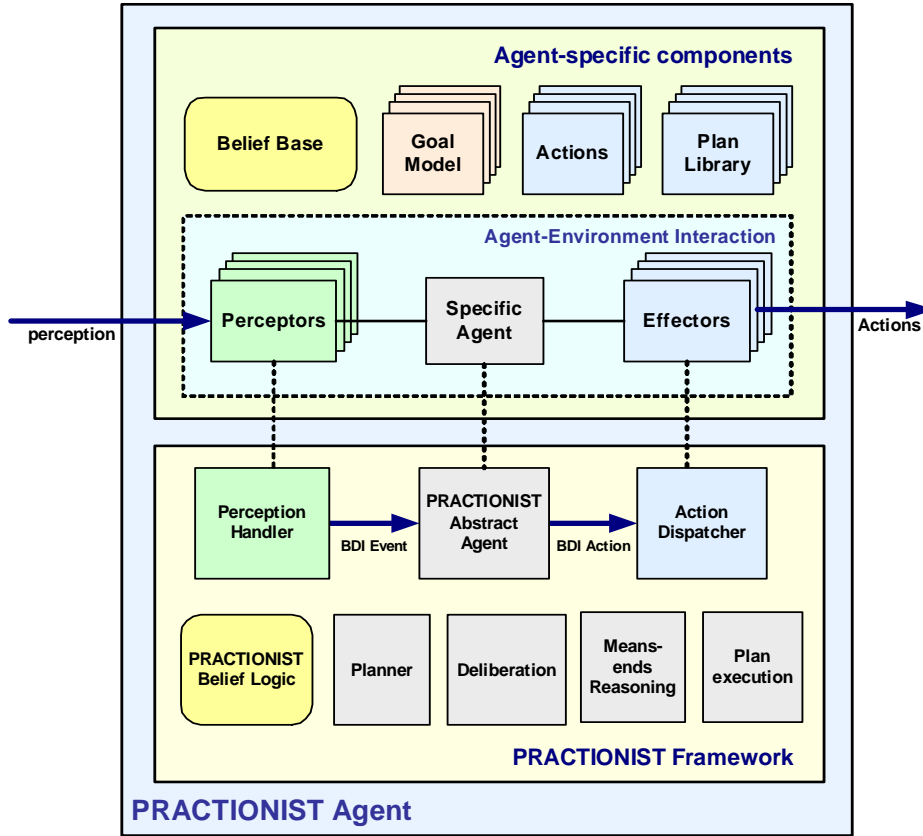 Agent-specific components
Belief Base
Goal
Model
Actions
Plan
Library
Agent-Environment Interaction
perception
Perceptors
Specific
Agent
Effectors
Actions
Perception
Handler
BDI Event
PRACTIONIST
Abstract
Agent
BDI Action
Action
Dispatcher
PRACTIONIST
Belief Logic
Planner
Deliberation
Means-
ends
Reasoning
Plan
execution
PRACTIONIST Framework
PRACTIONIST Agent